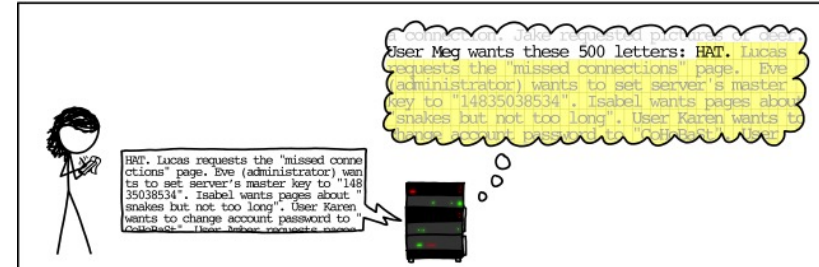 a connection. Jake requested pictures of deer.
User Meg wants these 500 letters: HAT. Lucas
requests the "missed connections" page. Eve
(administrator) wants to set server's master
key to "14835038534". Isabel wants pages about
"snakes but not too long". User Karen wants to
change account password to "CoHoBaSt". User
HAT. Lucas requests the "missed conne
ctions" page. Eve (administrator) wan
ts to set server's master key to "148
35038534". Isabel wants pages about "
snakes but not too long". User Karen
wants to change account password to "
CoHoBaSt". User Amber requests pages